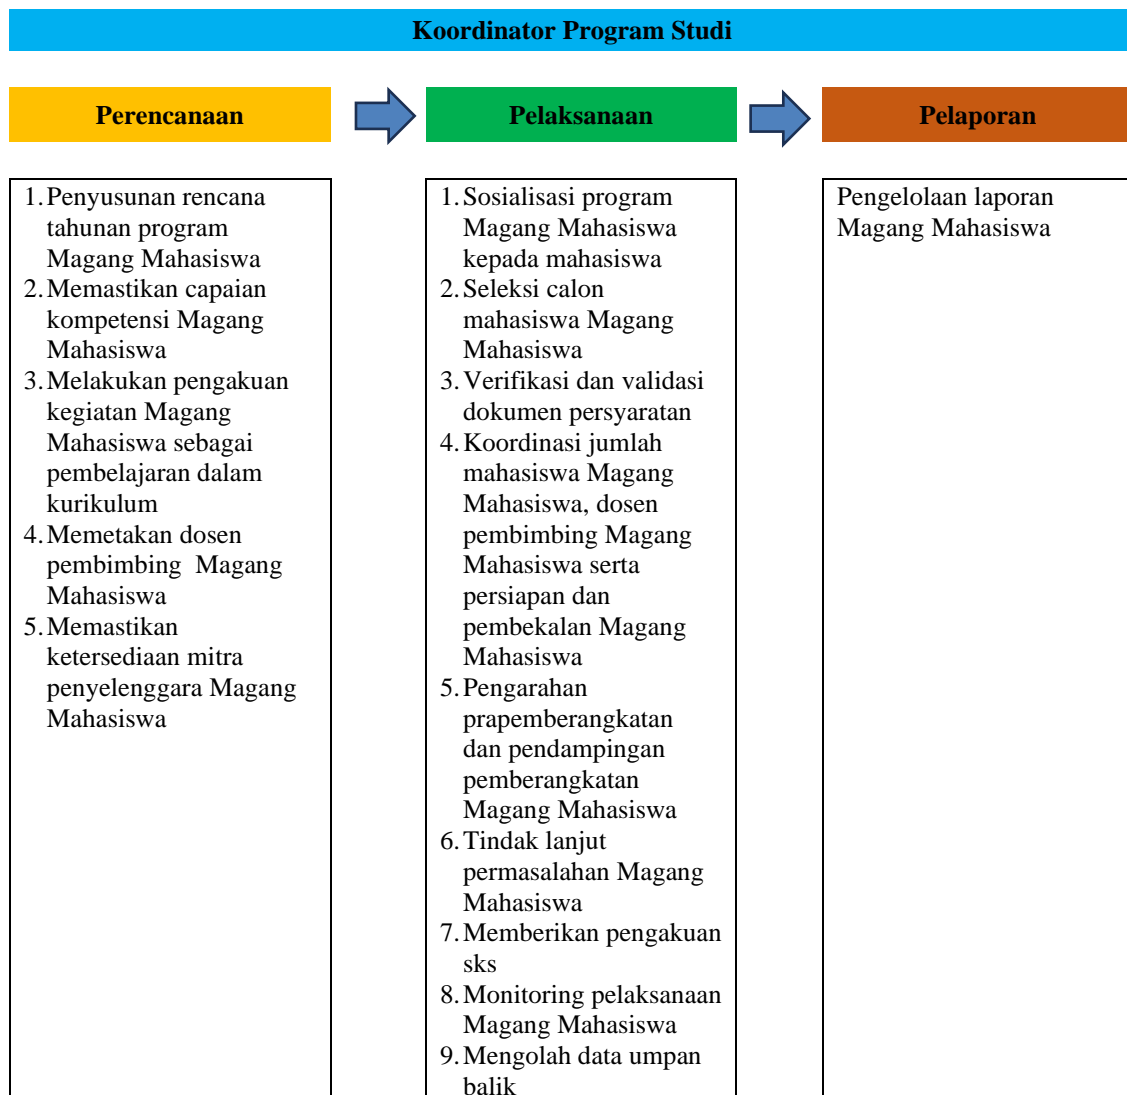 Koordinator Program Studi
Perencanaan
Pelaksanaan
Pelaporan
1. Penyusunan rencana
tahunan program
Magang Mahasiswa
2. Memastikan capaian
kompetensi Magang
Mahasiswa
3. Melakukan pengakuan
kegiatan Magang
Mahasiswa sebagai
pembelajaran dalam
kurikulum
4. Memetakan dosen
pembimbing Magang
Mahasiswa
5. Memastikan
ketersediaan mitra
penyelenggara Magang
Mahasiswa
1. Sosialisasi program
Magang Mahasiswa
kepada mahasiswa
2. Seleksi calon
mahasiswa Magang
Mahasiswa
3. Verifikasi dan validasi
dokumen persyaratan
4. Koordinasi jumlah
mahasiswa Magang
Mahasiswa, dosen
pembimbing Magang
Mahasiswa serta
persiapan dan
pembekalan Magang
Mahasiswa
5. Pengarahan
prapemberangkatan
dan pendampingan
pemberangkatan
Magang Mahasiswa
6. Tindak lanjut
permasalahan Magang
Mahasiswa
7. Memberikan pengakuan
sks
8. Monitoring pelaksanaan
Magang Mahasiswa
9. Mengolah data umpan
balik
Pengelolaan laporan
Magang Mahasiswa